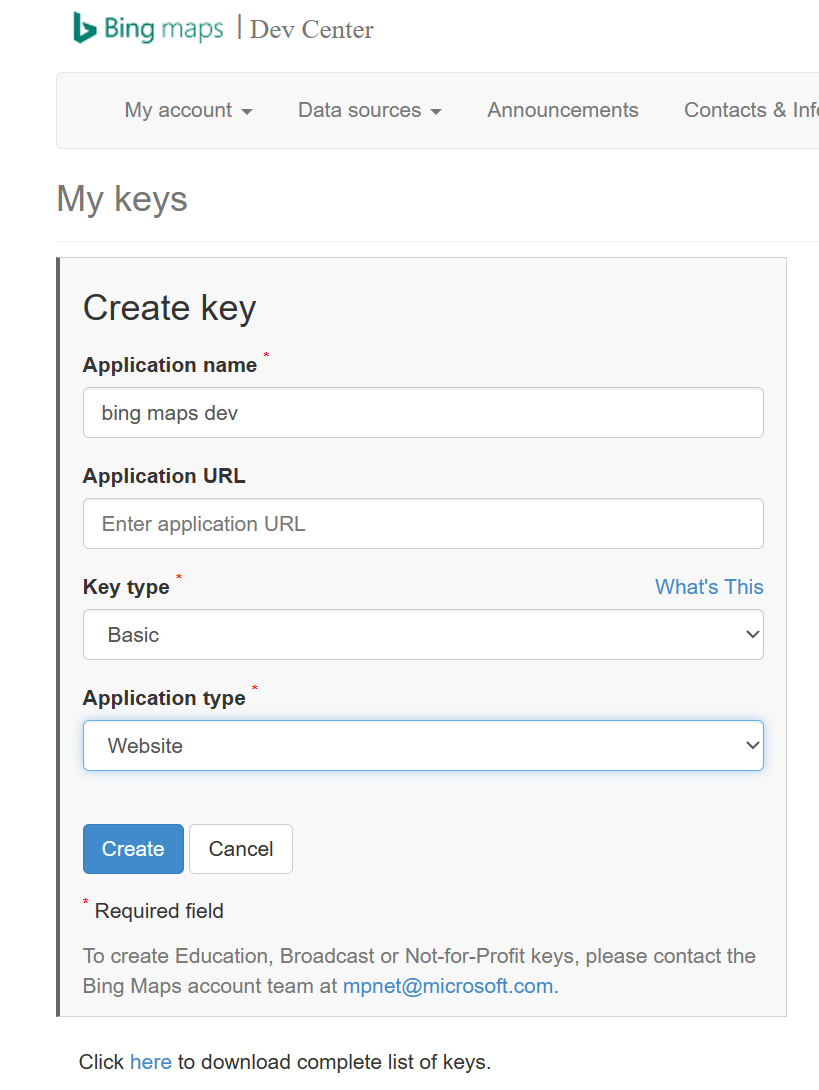 Bing maps | Dev Center
My account Data sources Announcements Contacts & Inf
My keys
Create key
Application name *
bing maps dev
Application URL
Enter application URL
Key type * What's This
Basic
Application type *
Website
Create Cancel
* Required field
To create Education, Broadcast or Not-for-Profit keys, please contact the
Bing Maps account team at mpnet@microsoft.com.
Click here to download complete list of keys.